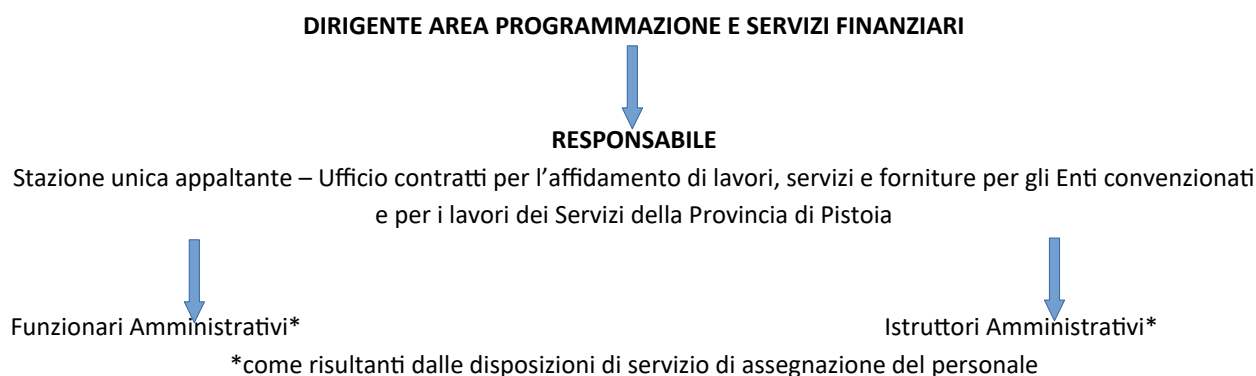 DIRIGENTE AREA PROGRAMMAZIONE E SERVIZI FINANZIARI
RESPONSABILE
Stazione unica appaltante – Ufficio contratti per l’affidamento di lavori, servizi e forniture per gli Enti convenzionati
e per i lavori dei Servizi della Provincia di Pistoia
Funzionari Amministrativi*
Istruttori Amministrativi*
*come risultanti dalle disposizioni di servizio di assegnazione del personale